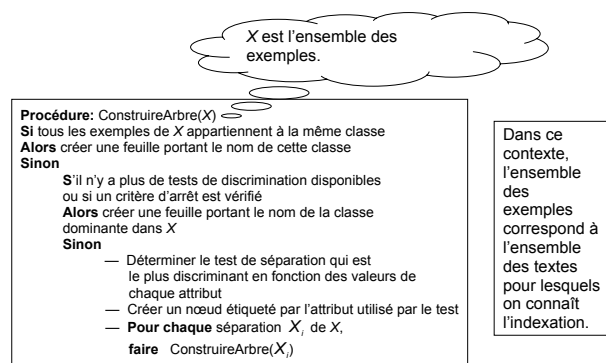 X est l'ensemble des
exemples.
Procédure: ConstruireArbre(X)
Si tous les exemples de X appartiennent à la même classe
Alors créer une feuille portant le nom de cette classe
Sinon
S'il n'y a plus de tests de discrimination disponibles
ou si un critère d'arrêt est vérifié
Alors créer une feuille portant le nom de la classe
dominante dans X
Sinon
— Déterminer le test de séparation qui est
le plus discriminant en fonction des valeurs de
chaque attribut
— Créer un nœud étiqueté par l'attribut utilisé par le test
— Pour chaque séparation Xi de X,
faire ConstruireArbre(Xi)
Dans ce
contexte,
l'ensemble
des
exemples
correspond à
l'ensemble
des textes
pour lesquels
on connaît
l'indexation.